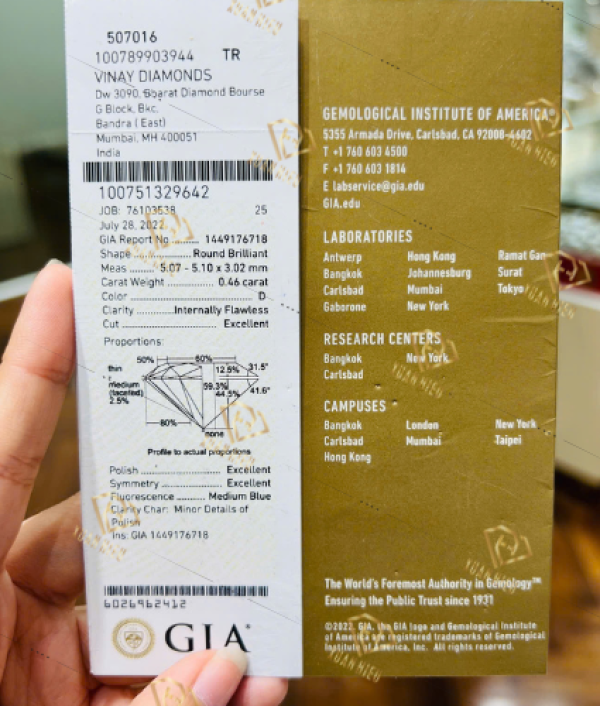 507016
100789903944 TR
VINAY DIAMONDS
Dw 3090, Bharat Diamond Bourse
G Block, Bkc,
Bandra ( East)
Mumbai, MH 400051
India
100751329642
JOB: 76103538 25
July 28, 2022
GIA Report No .......... 1449176718
Shape .......... Round Brilliant
Meas ..... 5.07 - 5.10 x 3.02 mm
Carat Weight .......... 0.46 carat
Color .......... D
Clarity .......... Internally Flawless
Cut .......... Excellent
Proportions:
50% 60%
thin 12.5% 31.5°
medium
(faceted) 59.3%
2.5% 44.5% 41.6°
80%
none
Profile to actual proportions
Polish .......... Excellent
Symmetry .......... Excellent
Fluorescence .......... Medium Blue
Clarity Char: Minor Details of
Polish
Ins: GIA 1449176718
6026962412
GIA®
GEMOLOGICAL INSTITUTE OF AMERICA®
5355 Armada Drive, Carlsbad, CA 92008-4602
T +1 760 603 4500
F +1 760 603 1814
E labservice@gia.edu
GIA.edu
LABORATORIES
Antwerp Hong Kong Ramat Gan
Bangkok Johannesburg Surat
Carlsbad Mumbai Tokyo
Gaborone New York
RESEARCH CENTERS
Bangkok New York
Carlsbad
CAMPUSES
Bangkok London New York
Carlsbad Mumbai Taipei
Hong Kong
The World's Foremost Authority in Gemology™
Ensuring the Public Trust since 1931
©2022 GIA, the GIA logo and Gemological Institute
of America are registered trademarks of Gemological
Institute of America, Inc. All rights reserved.
YUAN MIEU